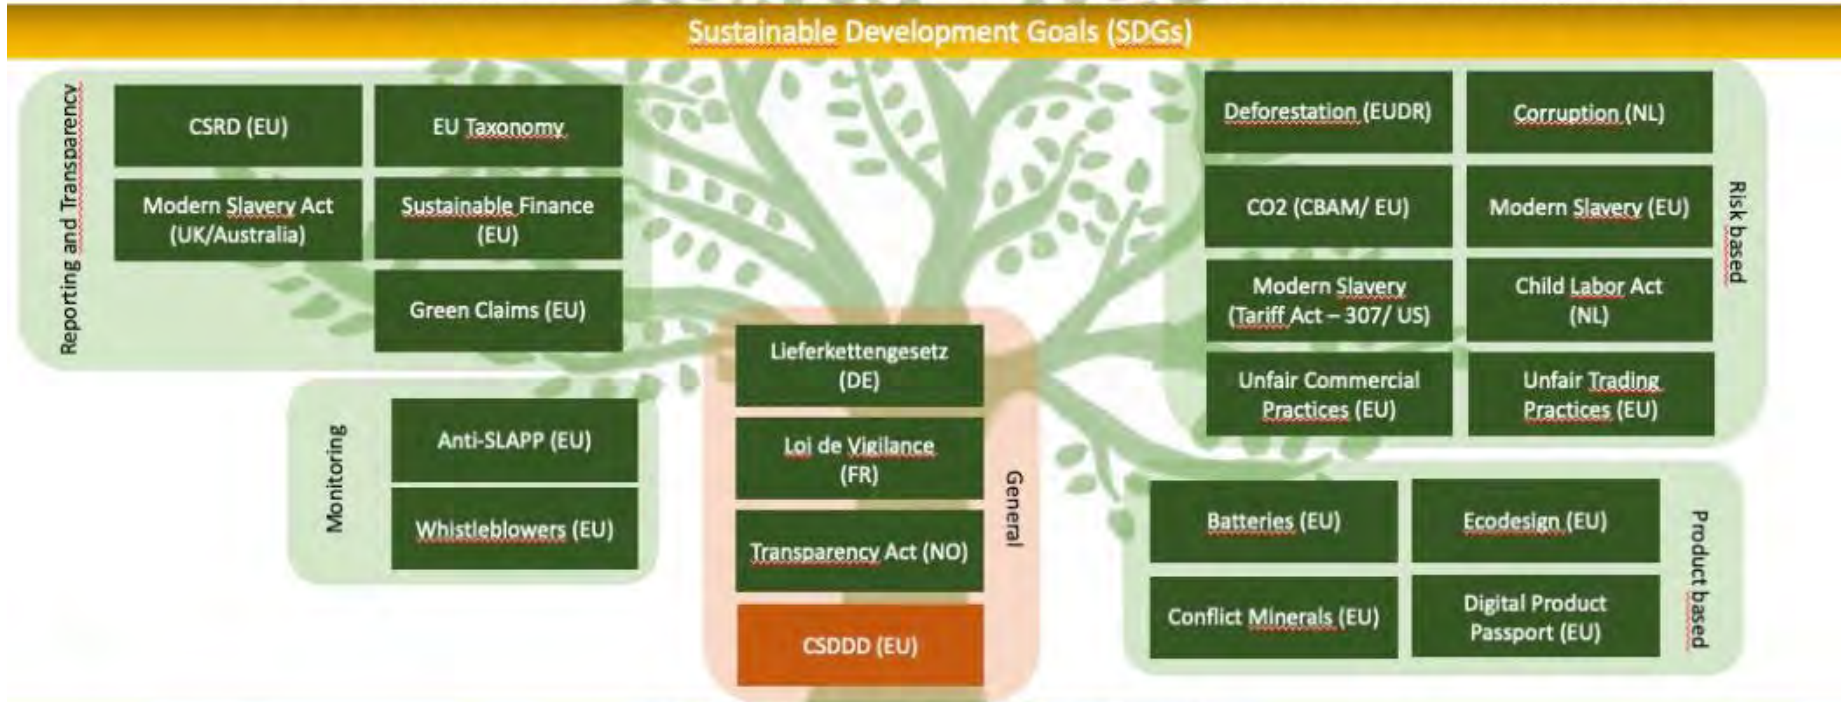 Sustainable Development Goals (SDGs)
Reporting and Transparency
CSRD (EU)
EU Taxonomy
Modern Slavery Act
(UK/Australia)
Sustainable Finance
(EU)
Green Claims (EU)
Monitoring
Anti-SLAPP (EU)
Whistleblowers (EU)
Lieferkettengesetz
(DE)
Loi de Vigilance
(FR)
Transparency Act (NO)
CSDDD (EU)
General
Deforestation (EUDR)
Corruption (NL)
CO2 (CBAM/ EU)
Modern Slavery (EU)
Modern Slavery
(Tariff Act – 307/ US)
Child Labor Act
(NL)
Unfair Commercial
Practices (EU)
Unfair Trading
Practices (EU)
Risk based
Batteries (EU)
Ecodesign (EU)
Conflict Minerals (EU)
Digital Product
Passport (EU)
Product based